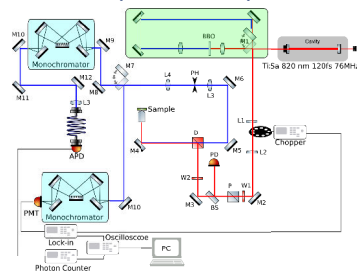 M10
M9
Monochromator
M11
M12
M8
M7
L3
APD
BBO
M1
Cavity
Ti:Sa 820 nm 120fs 76MHz
L4
PH
L3
M6
Sample
M4
M5
L1
L2
Chopper
D
PD
W2
M3
BS
P
W1
M2
PMT
Monochromator
M10
Lock-in
Oscilloscope
Photon Counter
PC